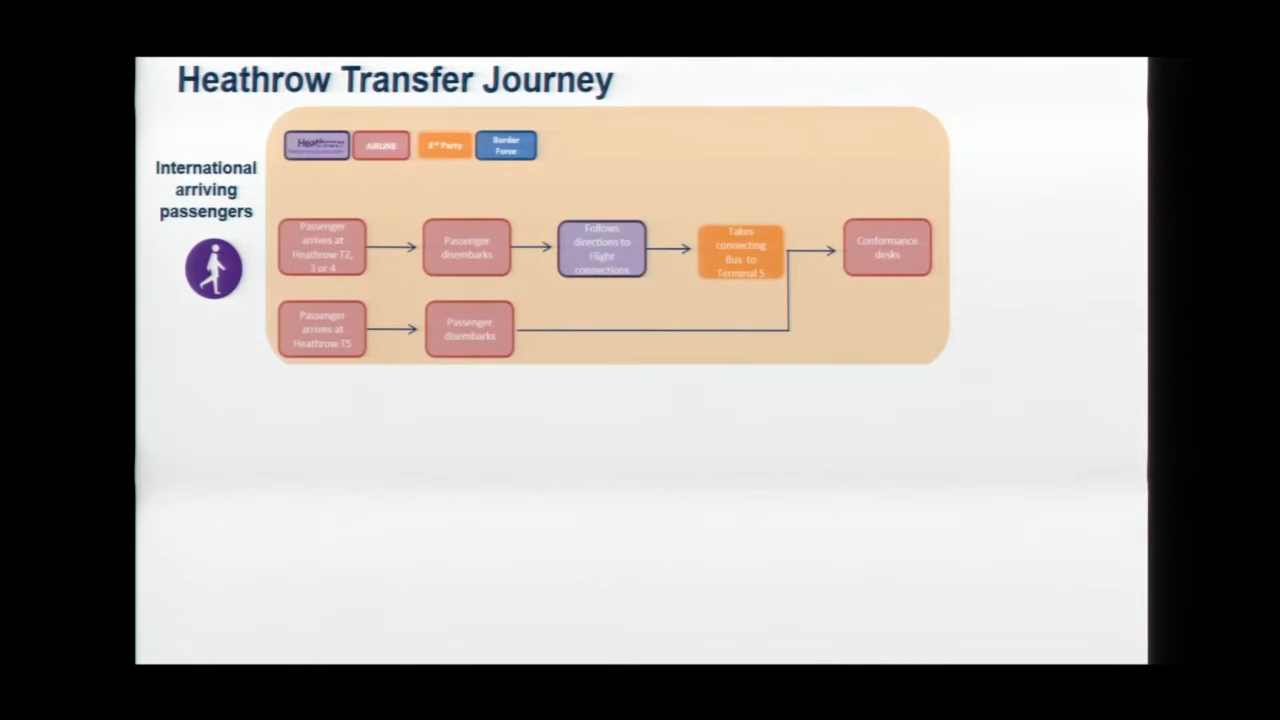 Heathrow Transfer Journey
Heathrow
AIRLINE
3rd Party
Border
Force
International
arriving
passengers
Passenger
arrives at
Heathrow T2,
3 or 4
Passenger
disembarks
Follows
directions to
Flight
connections
Takes
connecting
Bus to
Terminal 5
Conformance
desks
Passenger
arrives at
Heathrow T5
Passenger
disembarks